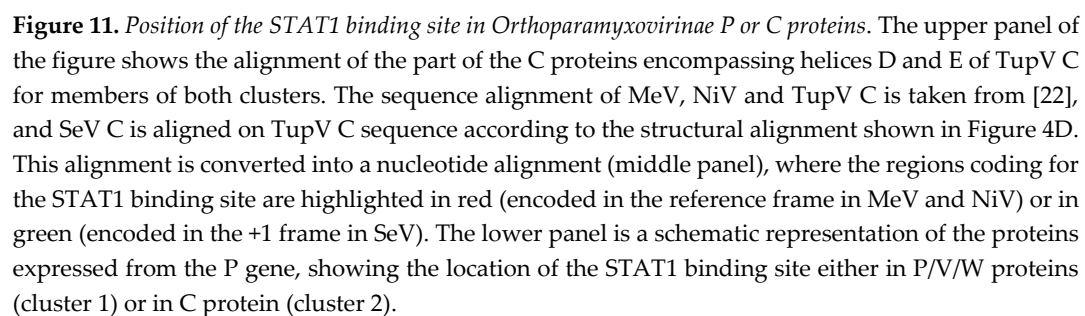 Figure 11. Position of the STAT1 binding site in Orthoparamyxovirinae P or C proteins. The upper panel of
the figure shows the alignment of the part of the C proteins encompassing helices D and E of TupV C
for members of both clusters. The sequence alignment of MeV, NiV and TupV C is taken from [22],
and SeV C is aligned on TupV C sequence according to the structural alignment shown in Figure 4D.
This alignment is converted into a nucleotide alignment (middle panel), where the regions coding for
the STAT1 binding site are highlighted in red (encoded in the reference frame in MeV and NiV) or in
green (encoded in the +1 frame in SeV). The lower panel is a schematic representation of the proteins
expressed from the P gene, showing the location of the STAT1 binding site either in P/V/W proteins
(cluster 1) or in C protein (cluster 2).